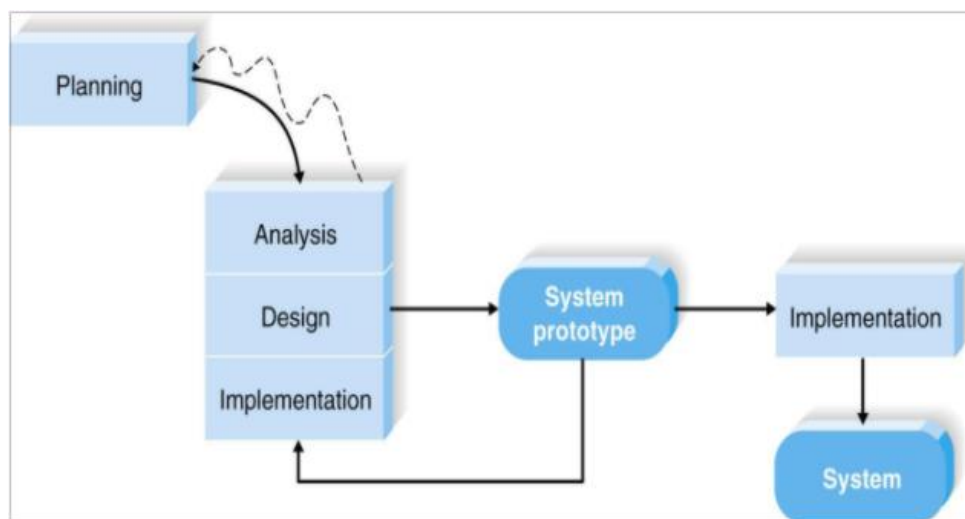 Planning
Analysis
Design
Implementation
System
prototype
Implementation
System